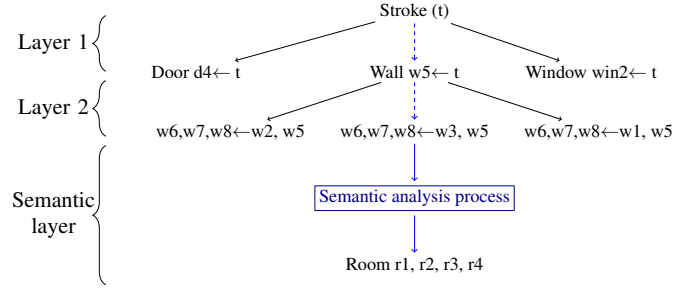 Stroke (t)
Layer 1
Door d4← t
Wall w5← t
Window win2← t
Layer 2
w6,w7,w8←w2, w5
w6,w7,w8←w3, w5
w6,w7,w8←w1, w5
Semantic
layer
Semantic analysis process
Room r1, r2, r3, r4